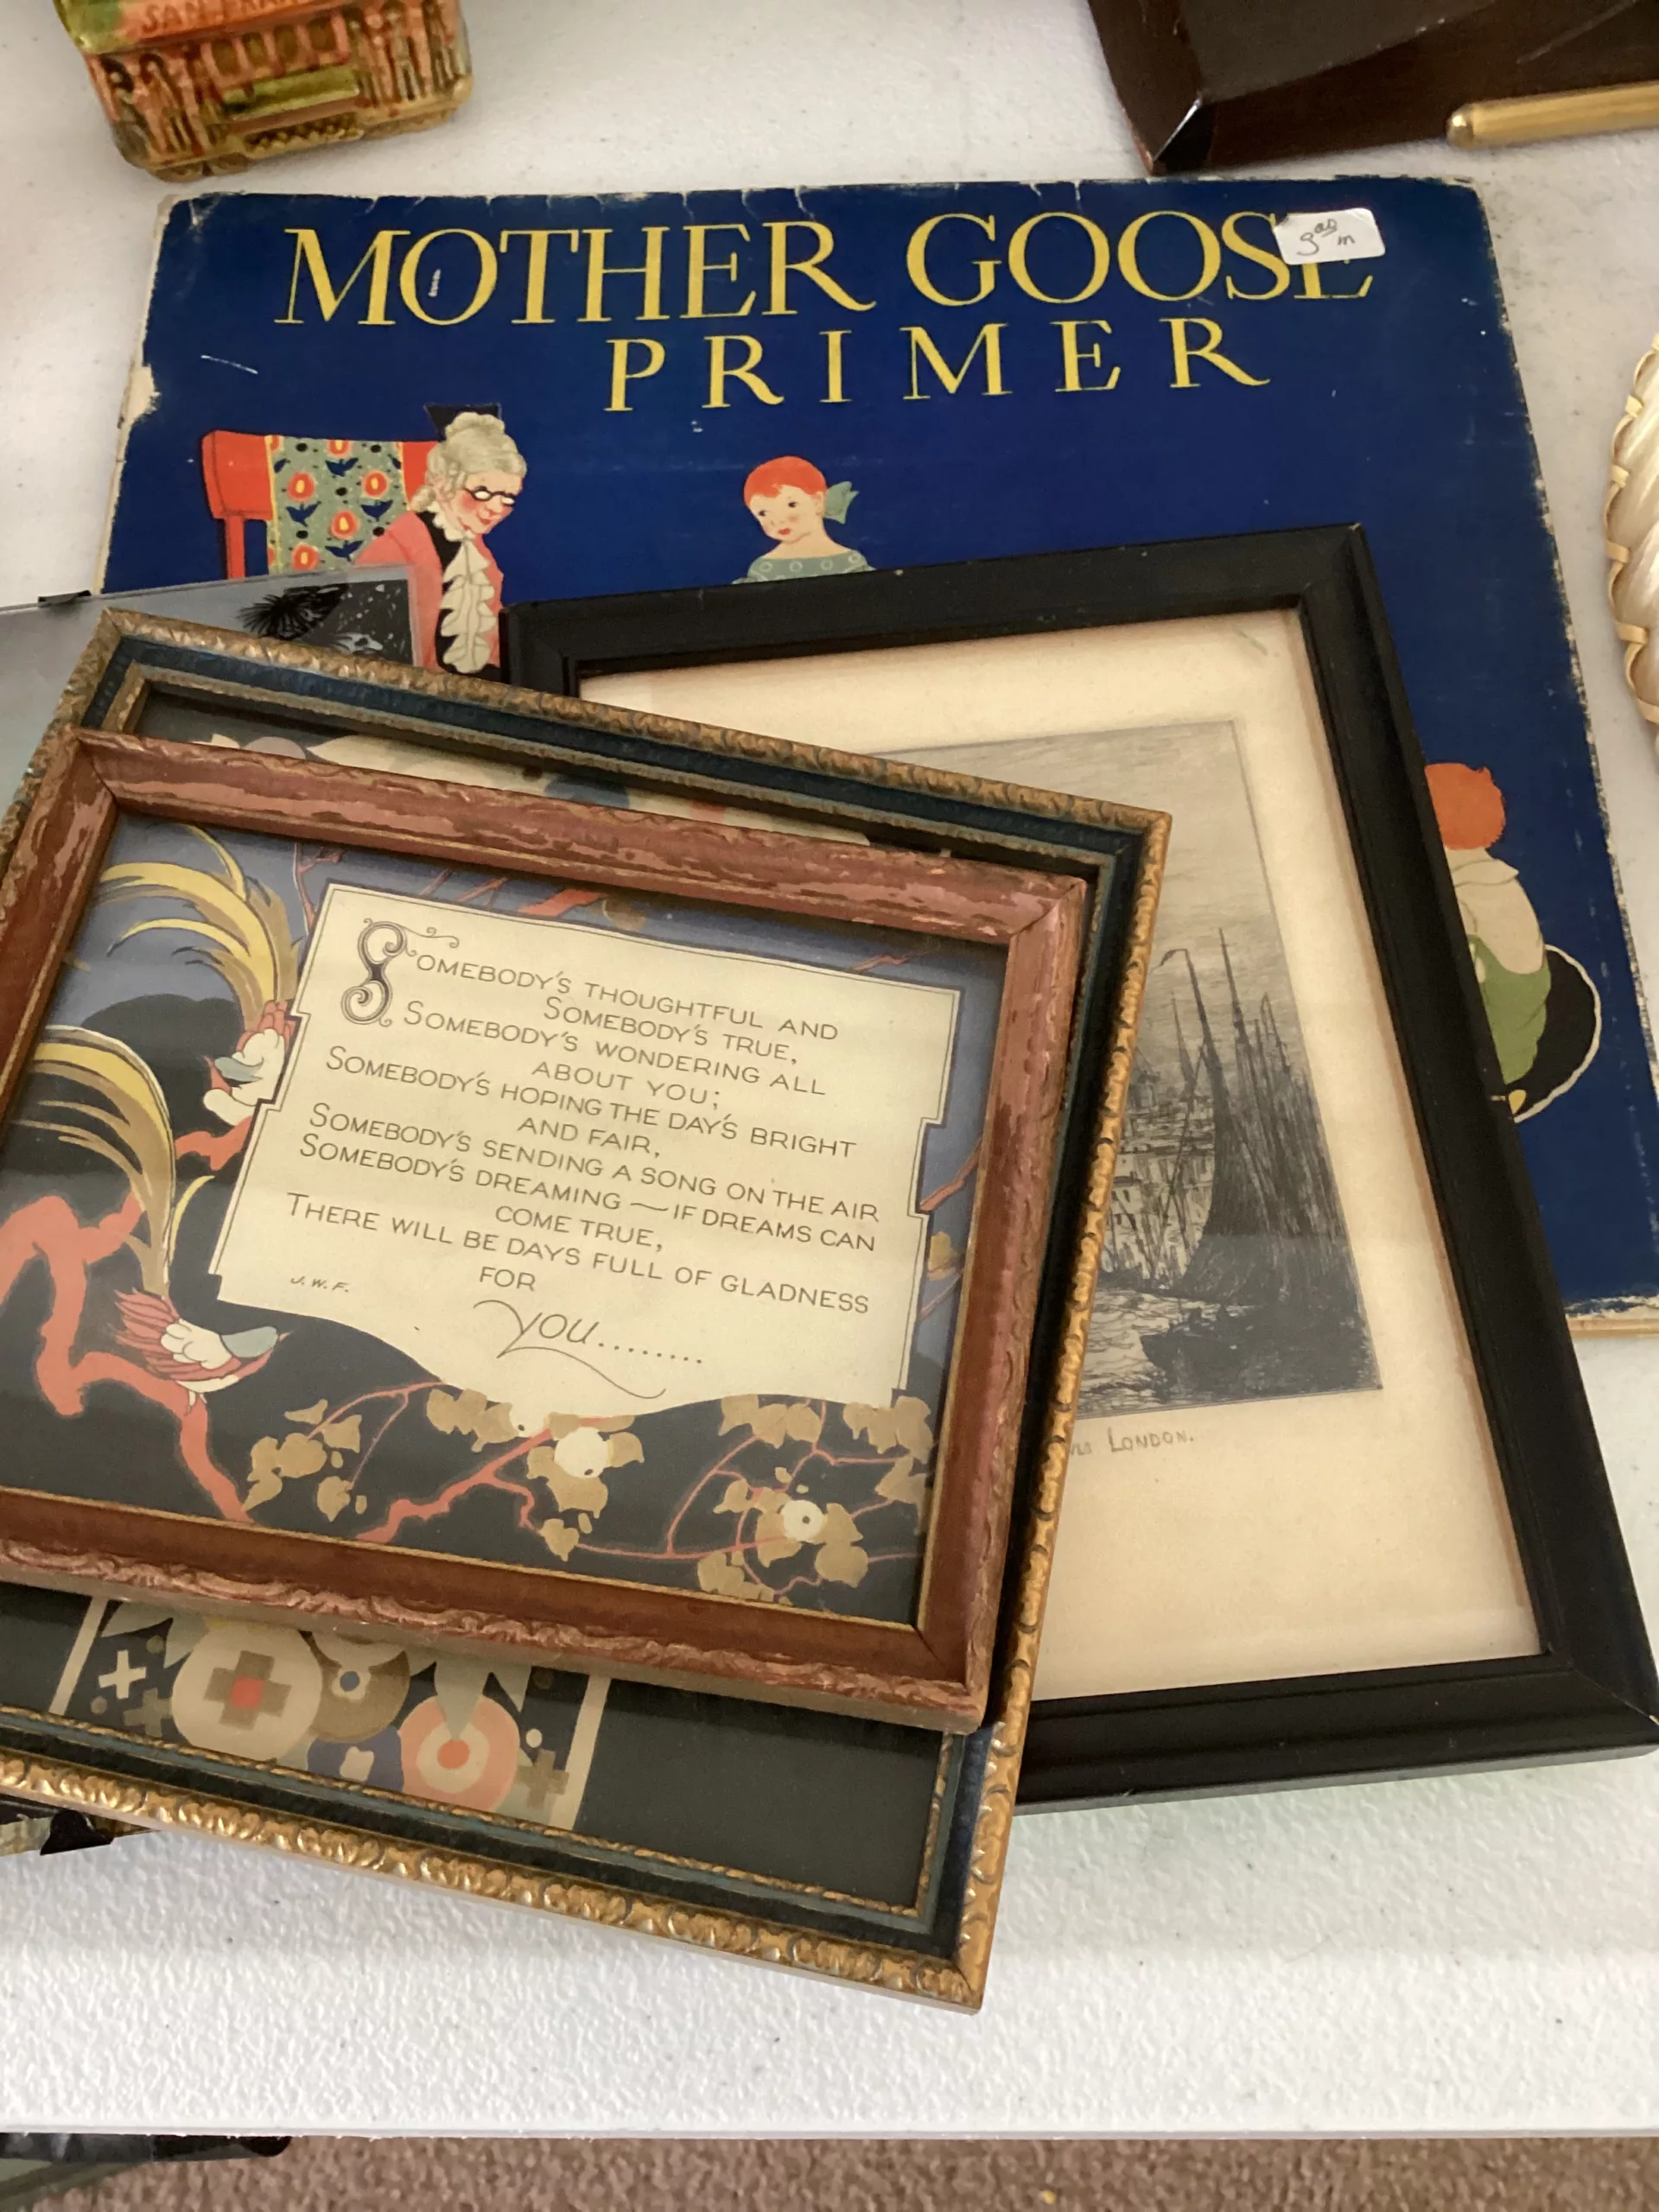 SAN
MOTHER GOOSE
PRIMER
SOMEBODY'S THOUGHTFUL AND
SOMEBODY'S TRUE,
SOMEBODY'S WONDERING ALL
ABOUT YOU;
SOMEBODY'S HOPING THE DAY'S BRIGHT
AND FAIR,
SOMEBODY'S SENDING A SONG ON THE AIR
SOMEBODY'S DREAMING — IF DREAMS CAN
COME TRUE,
THERE WILL BE DAYS FULL OF GLADNESS
FOR
J.W.F.
YOU........
LONDON.